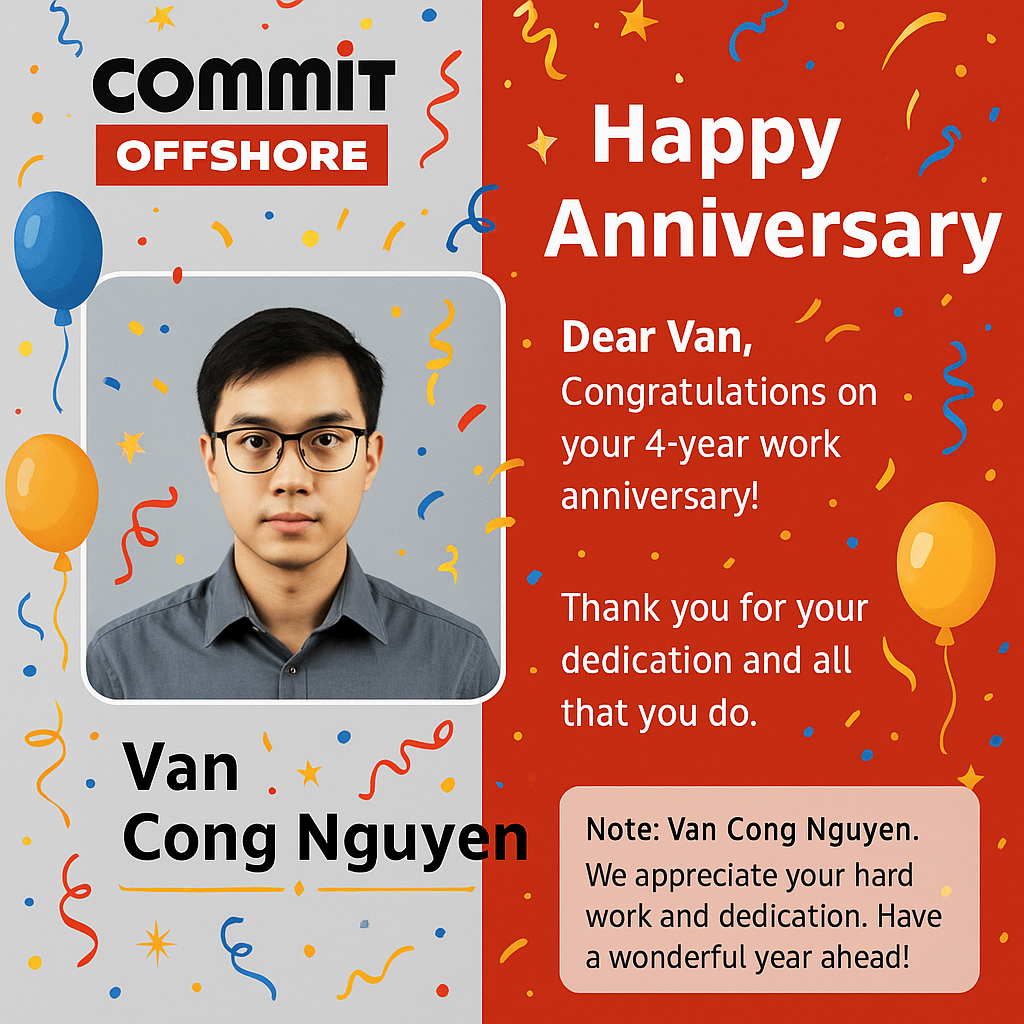 COMMIT
OFFSHORE
Happy
Anniversary
Dear Van,
Congratulations on
your 4-year work
anniversary!
Thank you for your
dedication and all
that you do.
Van
Cong Nguyen
Note: Van Cong Nguyen.
We appreciate your hard
work and dedication. Have
a wonderful year ahead!